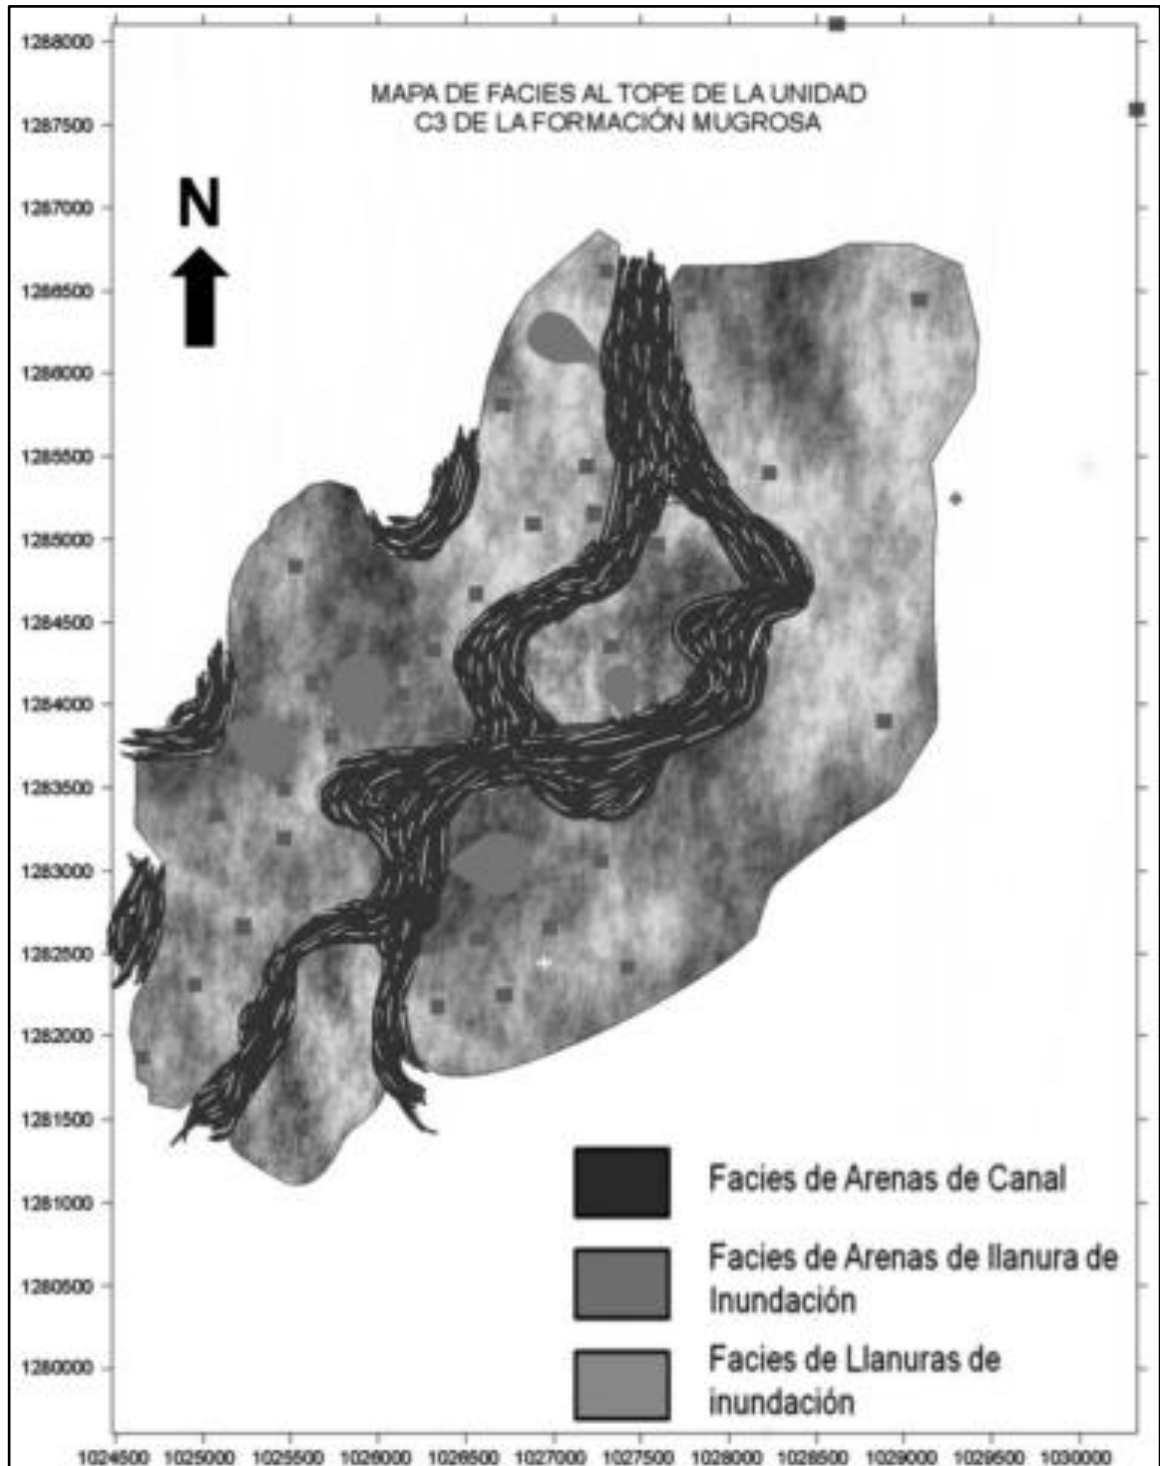 MAPA DE FACIES AL TOPE DE LA UNIDAD
C3 DE LA FORMACIÓN MUGROSA
N
1288000
1287500
1287000
1286500
1286000
1285500
1285000
1284500
1284000
1283500
1283000
1282500
1282000
1281500
1281000
1280500
1280000
Facies de Arenas de Canal
Facies de Arenas de llanura de
Inundación
Facies de Llanuras de
inundación
1024500 1025000 1025500 1026000 1026500 1027000 1027500 1028000 1028500 1029000 1029500 1030000